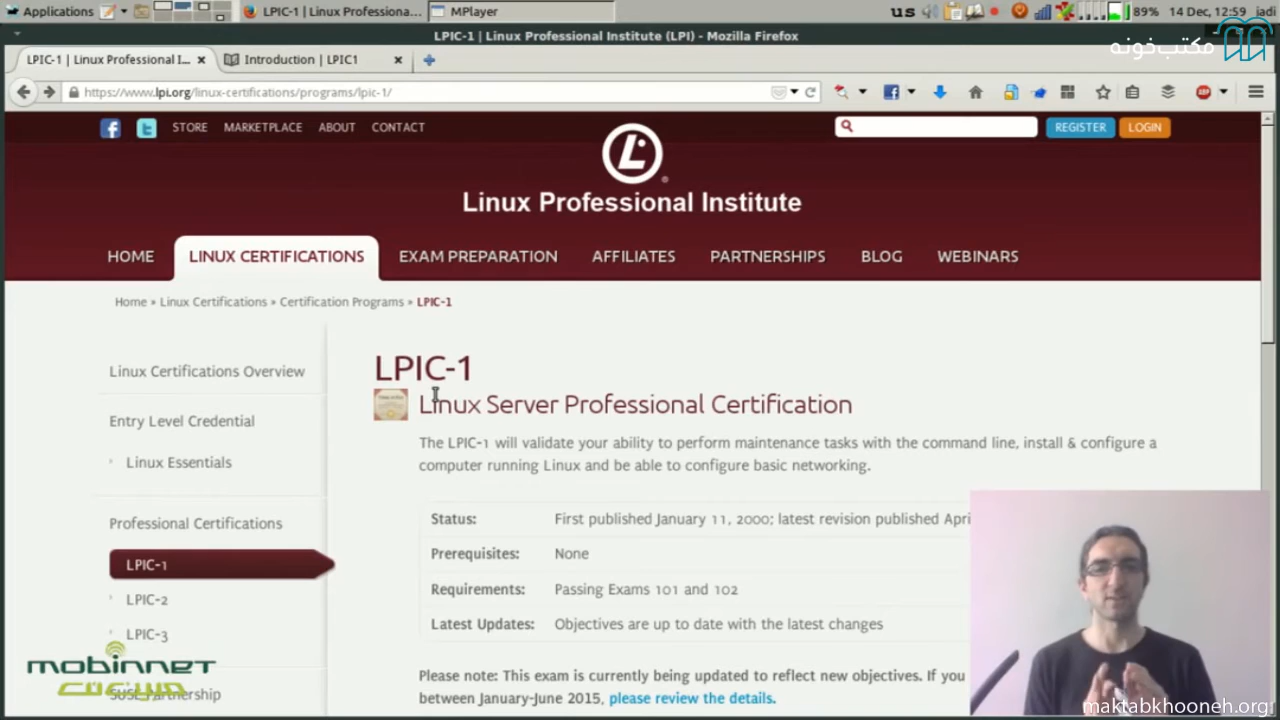 Applications
LPIC-1 | Linux Professiona...
MPlayer
us
89%
14 Dec, 12:59
jadi
LPIC-1 | Linux Professional Institute (LPI) - Mozilla Firefox
مکتب‌خونه
LPIC-1 | Linux Professional I...
Introduction | LPIC1
https://www.lpi.org/linux-certifications/programs/lpic-1/
STORE MARKETPLACE ABOUT CONTACT
REGISTER LOGIN
Linux Professional Institute
HOME LINUX CERTIFICATIONS EXAM PREPARATION AFFILIATES PARTNERSHIPS BLOG WEBINARS
Home » Linux Certifications » Certification Programs » LPIC-1
Linux Certifications Overview
Entry Level Credential
Linux Essentials
Professional Certifications
LPIC-1
LPIC-2
LPIC-3
SUSE Partnership
LPIC-1
Linux Server Professional Certification
The LPIC-1 will validate your ability to perform maintenance tasks with the command line, install & configure a
computer running Linux and be able to configure basic networking.
Status: First published January 11, 2000; latest revision published Apri
Prerequisites: None
Requirements: Passing Exams 101 and 102
Latest Updates: Objectives are up to date with the latest changes
Please note: This exam is currently being updated to reflect new objectives. If you
between January-June 2015, please review the details.
mobinnet
مبین نت
maktabkhooneh.org